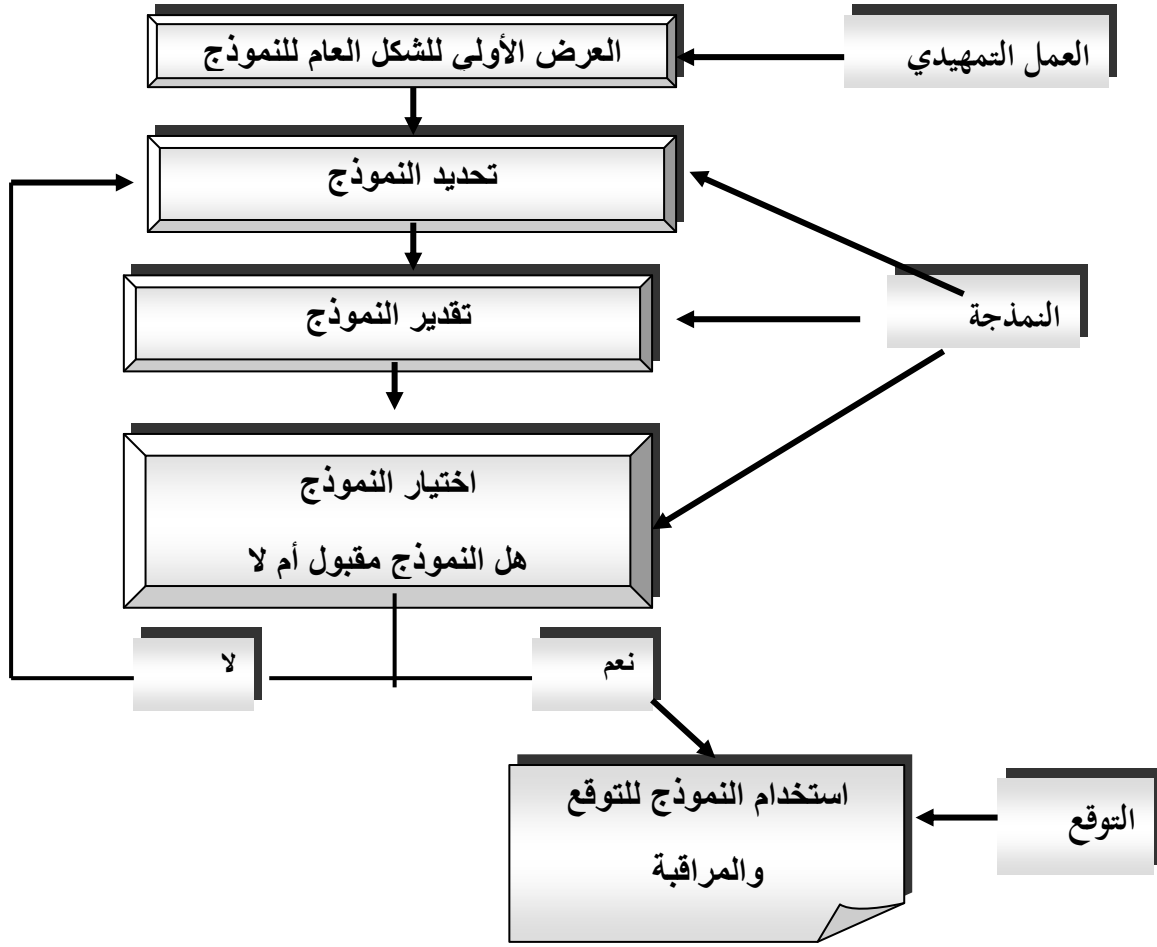 العمل التمهيدي
العرض الأولي للشكل العام للنموذج
تحديد النموذج
النمذجة
تقدير النموذج
اختيار النموذج
هل النموذج مقبول أم لا
نعم
لا
استخدام النموذج للتوقع
والمراقبة
التوقع